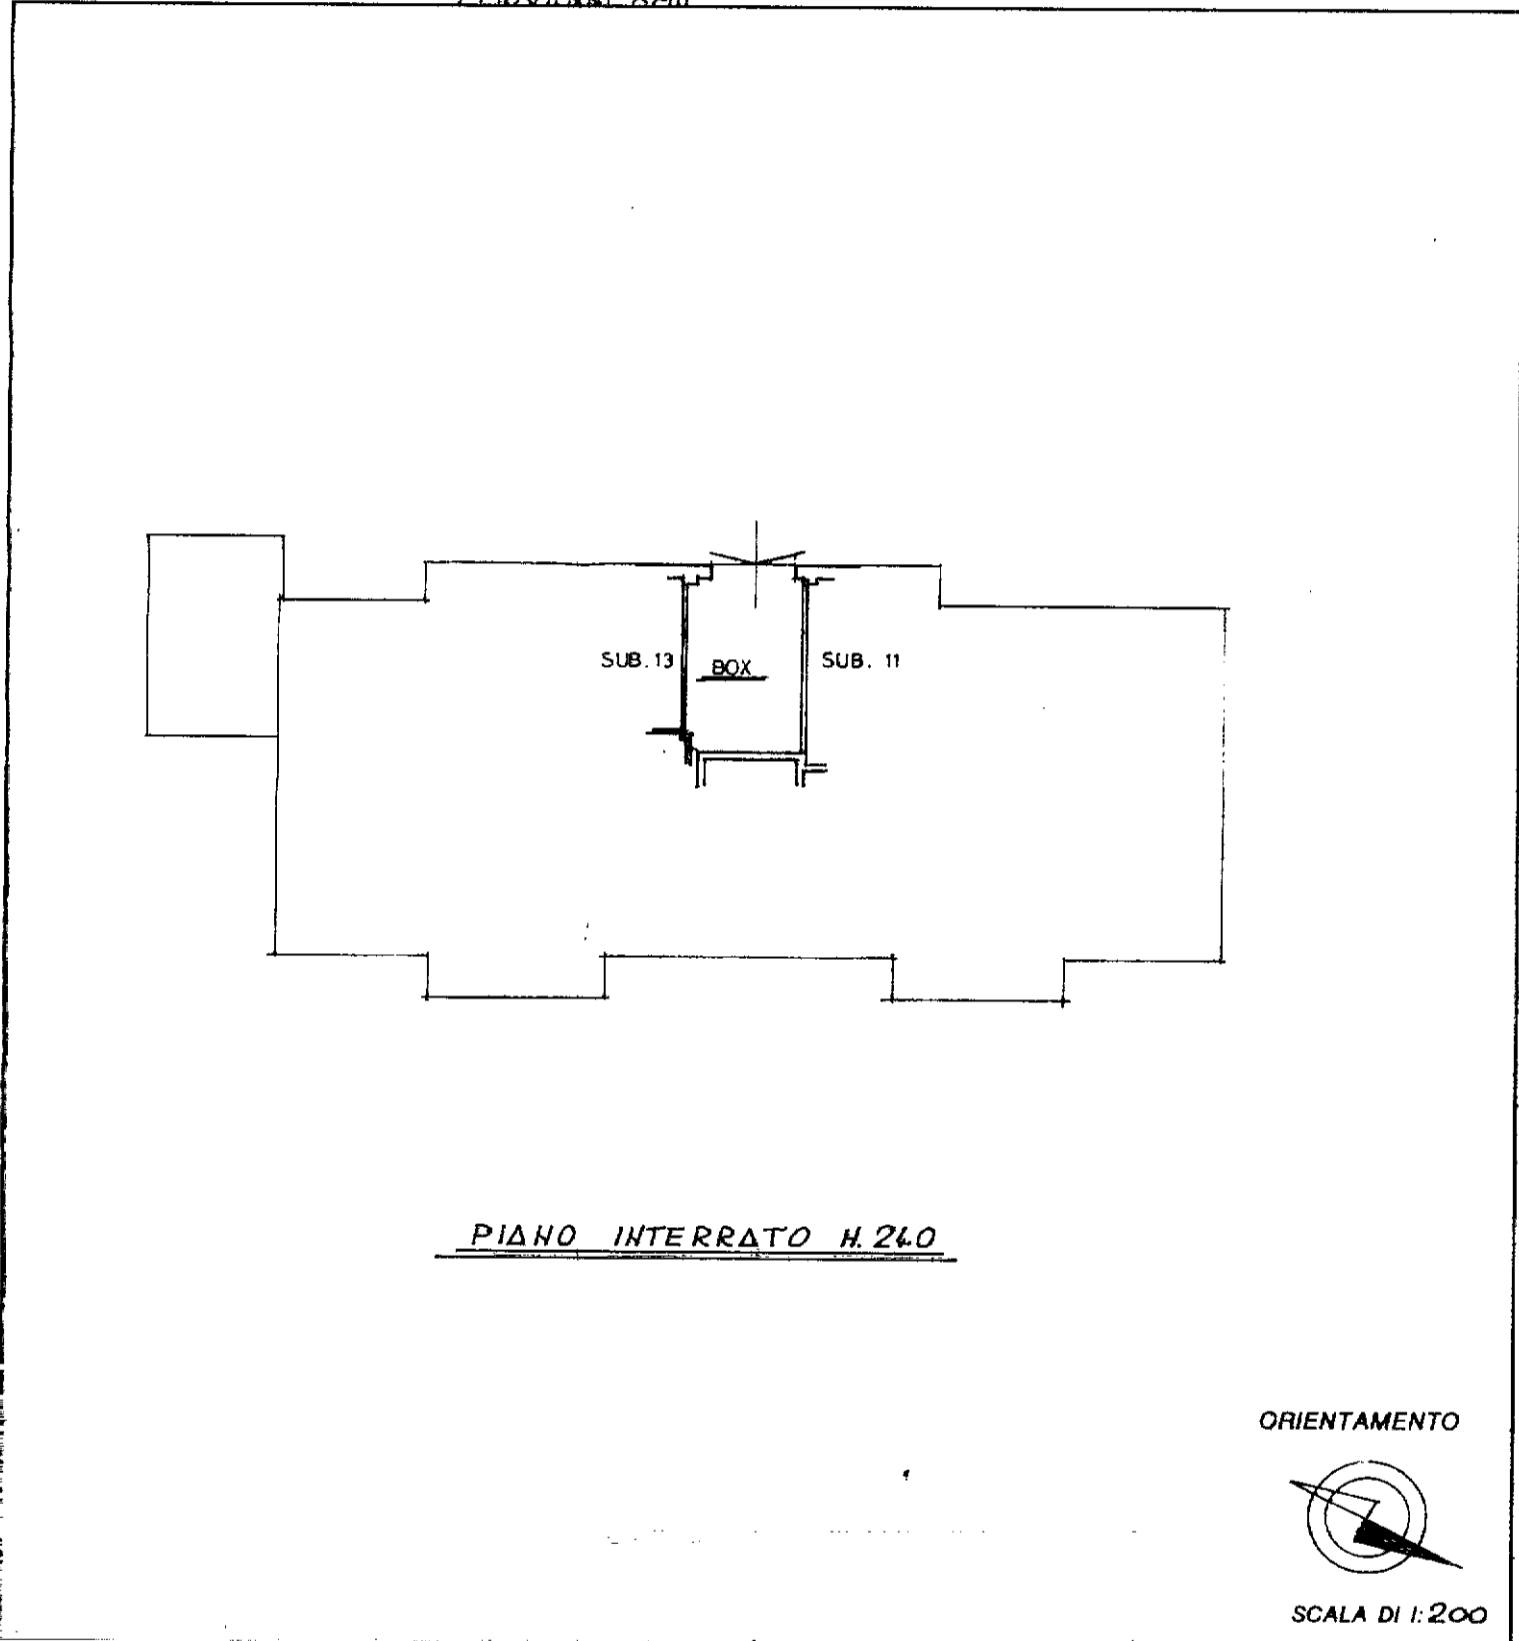 SUB. 13
BOX
SUB. 11
PIANO INTERRATO H. 240
ORIENTAMENTO
SCALA DI 1:200